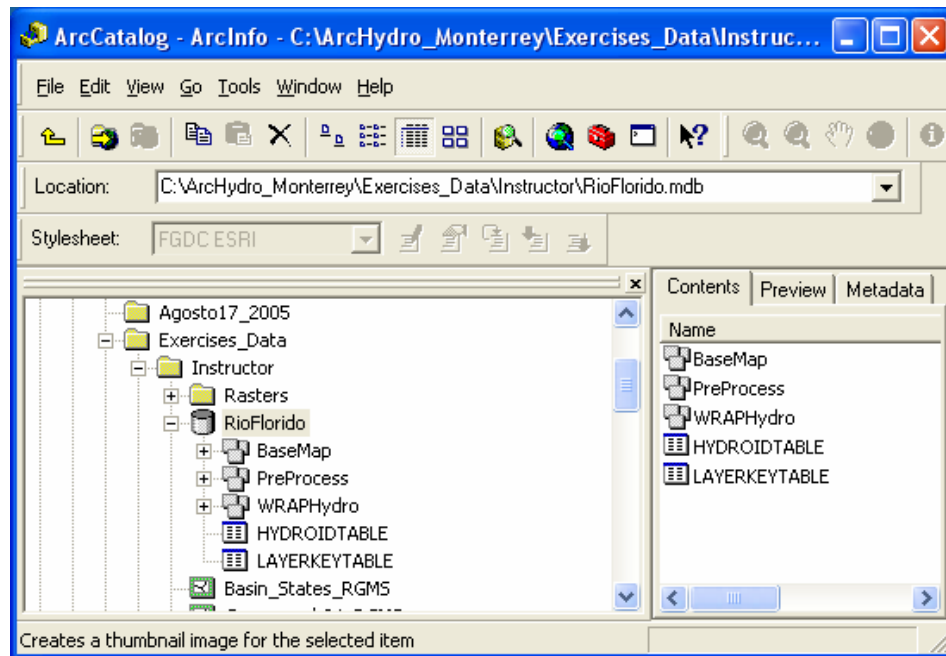 ArcCatalog - ArcInfo - C:\ArcHydro_Monterrey\Exercises_Data\Instruc...
File Edit View Go Tools Window Help
Location: C:\ArcHydro_Monterrey\Exercises_Data\Instructor\RioFlorido.mdb
Stylesheet: FGDC ESRI
Agosto17_2005
Exercises_Data
Instructor
Rasters
RioFlorido
BaseMap
PreProcess
WRAPHydro
HYDROIDTABLE
LAYERKEYTABLE
Basin_States_RGMS
Contents Preview Metadata
Name
BaseMap
PreProcess
WRAPHydro
HYDROIDTABLE
LAYERKEYTABLE
Creates a thumbnail image for the selected item